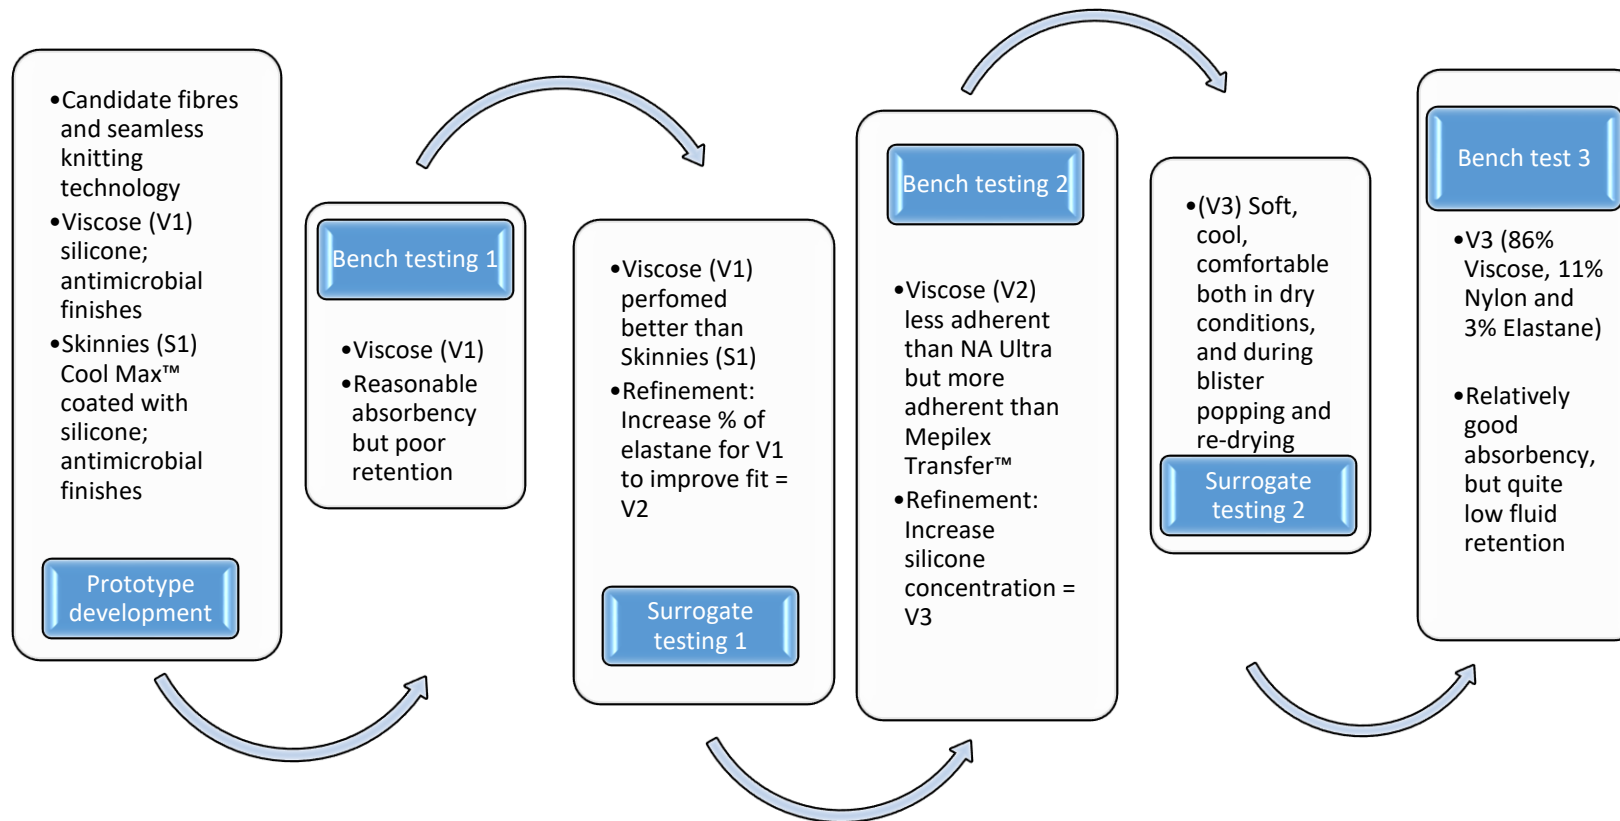 •Candidate fibres
and seamless
knitting
technology
•Viscose (V1)
silicone;
antimicrobial
finishes
•Skinnies (S1)
Cool Max™
coated with
silicone;
antimicrobial
finishes
Prototype
development
Bench testing 1
•Viscose (V1)
•Reasonable
absorbency
but poor
retention
•Viscose (V1)
perfomed
better than
Skinnies (S1)
•Refinement:
Increase % of
elastane for V1
to improve fit =
V2
Surrogate
testing 1
Bench testing 2
•Viscose (V2)
less adherent
than NA Ultra
but more
adherent than
Mepilex
Transfer™
•Refinement:
Increase
silicone
concentration =
V3
•(V3) Soft,
cool,
comfortable
both in dry
conditions,
and during
blister
popping and
re-drying
Surrogate
testing 2
Bench test 3
•V3 (86%
Viscose, 11%
Nylon and
3% Elastane)
•Relatively
good
absorbency,
but quite
low fluid
retention